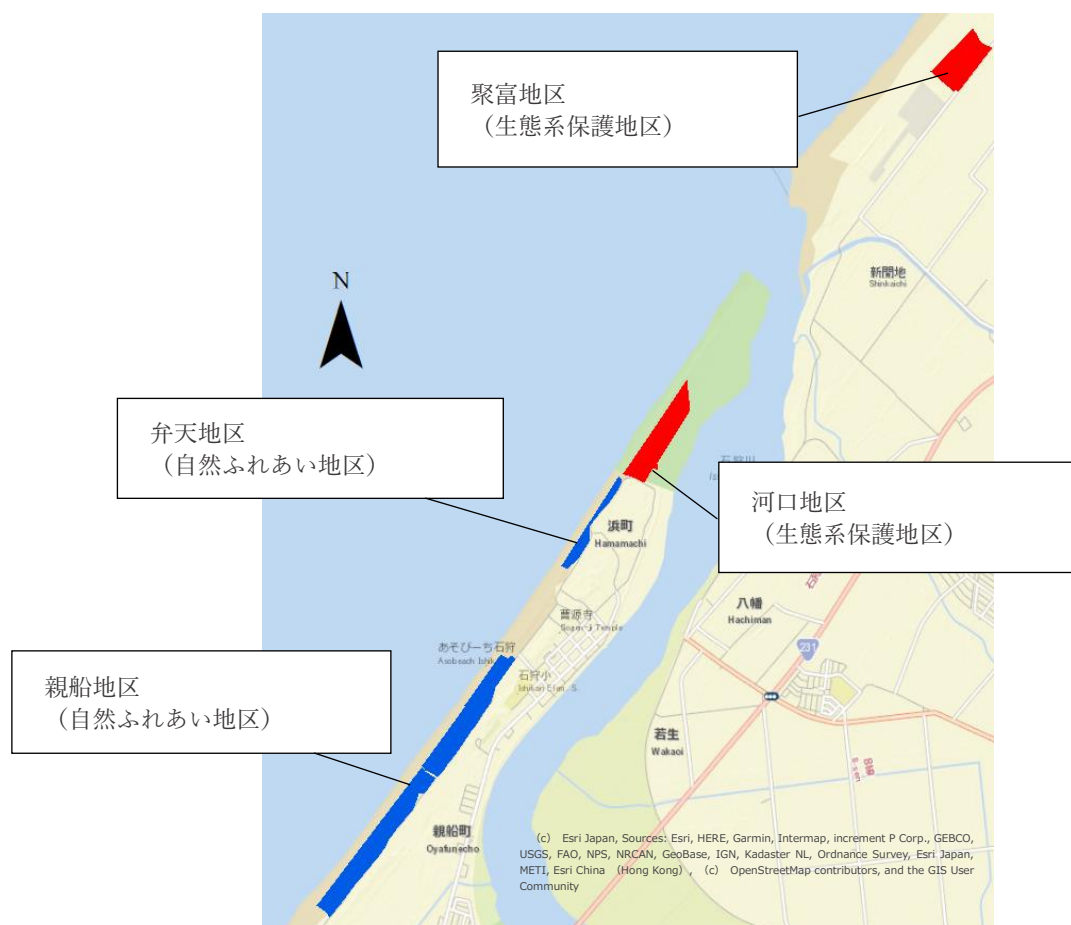 聚富地区
（生態系保護地区）
新開地
Shinkaichi
N
弁天地区
（自然ふれあい地区）
河口地区
（生態系保護地区）
浜町
Hamamachi
八幡
Hachiman
曹源寺
231
あそびーち石狩
石狩小
親船地区
（自然ふれあい地区）
若生
Wakaoi
親船町
Oyafunecho
(c) Esri Japan, Sources: Esri, HERE, Garmin, Intermap, increment P Corp., GEBCO,
USGS, FAO, NPS, NRCAN, GeoBase, IGN, Kadaster NL, Ordnance Survey, Esri Japan,
METI, Esri China （Hong Kong）, (c) OpenStreetMap contributors, and the GIS User
Community